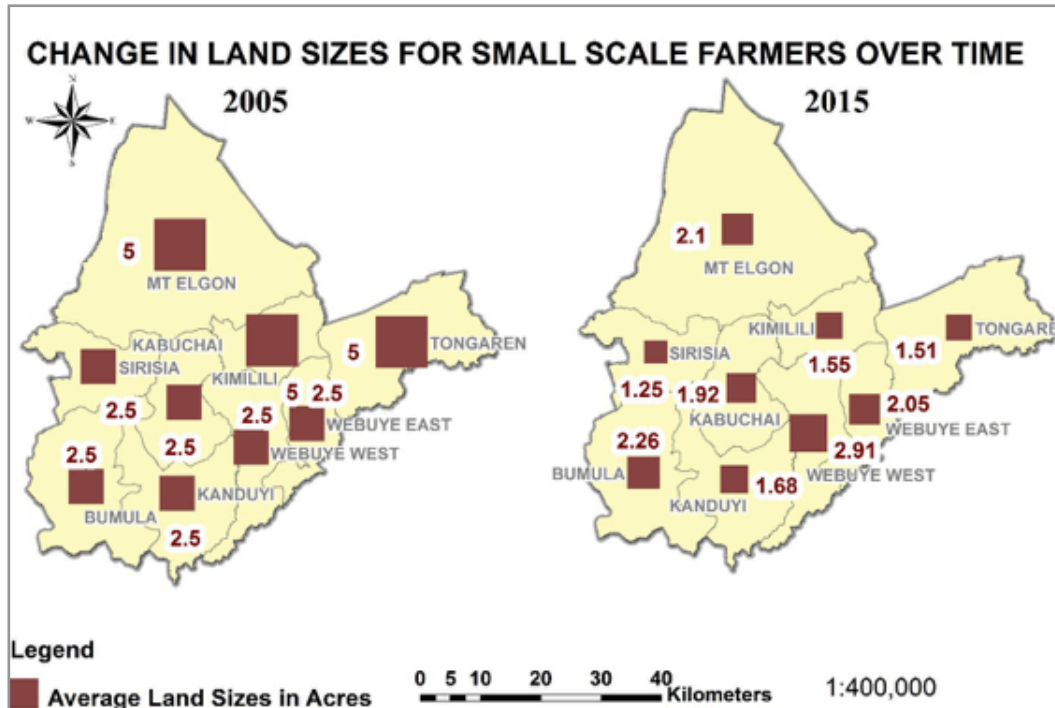 CHANGE IN LAND SIZES FOR SMALL SCALE FARMERS OVER TIME
2005
2015
N
W
E
S
5
MT ELGON
KABUCHAI
SIRISIA
KIMILILI
5
TONGAREN
2.5
5
2.5
2.5
WEBUYE EAST
2.5
2.5
WEBUYE WEST
KANDUYI
BUMULA
2.5
2.1
MT ELGON
KIMILILI
TONGAREN
SIRISIA
1.55
1.51
1.25
1.92
KABUCHAI
2.05
WEBUYE EAST
2.26
2.91
BUMULA
WEBUYE WEST
KANDUYI
1.68
Legend
Average Land Sizes in Acres
0 5 10 20 30 40
Kilometers
1:400,000